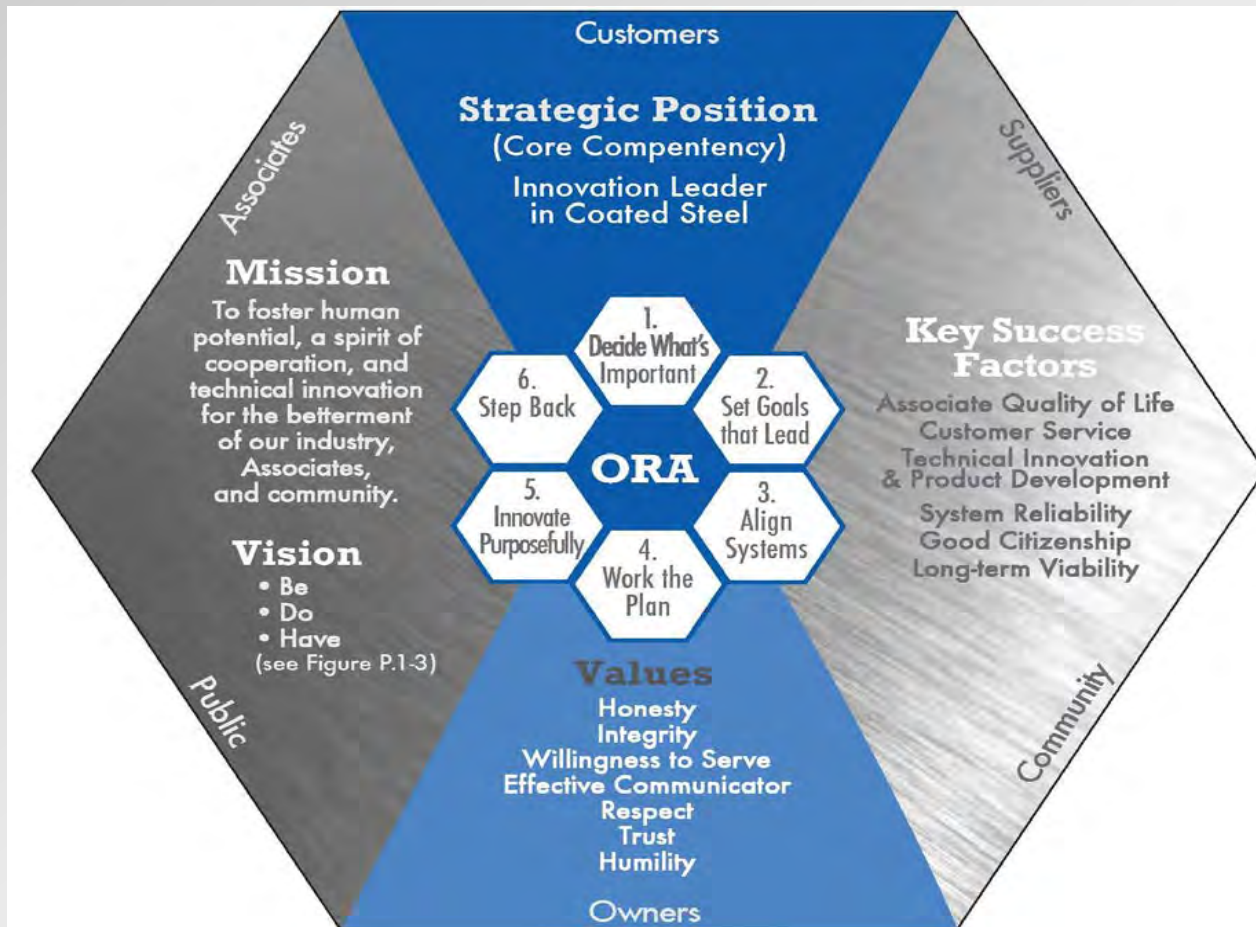 Customers
Strategic Position
(Core Compentency)
Innovation Leader
in Coated Steel
Associates
Mission
To foster human
potential, a spirit of
cooperation, and
technical innovation
for the betterment
of our industry,
Associates,
and community.
Vision
• Be
• Do
• Have
(see Figure P.1-3)
Public
1.
Decide What's
Important
2.
Set Goals
that Lead
3.
Align
Systems
4.
Work the
Plan
5.
Innovate
Purposefully
6.
Step Back
ORA
Suppliers
Key Success
Factors
Associate Quality of Life
Customer Service
Technical Innovation
& Product Development
System Reliability
Good Citizenship
Long-term Viability
Community
Values
Honesty
Integrity
Willingness to Serve
Effective Communicator
Respect
Trust
Humility
Owners